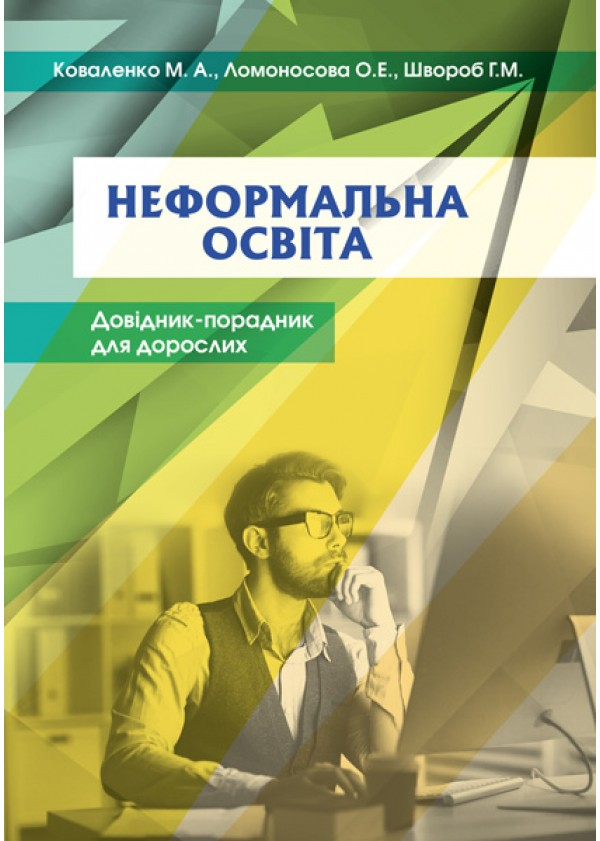 Коваленко М. А., Ломоносова О.Е., Швороб Г.М.
НЕФОРМАЛЬНА
ОСВІТА
Довідник-порадник
для дорослих